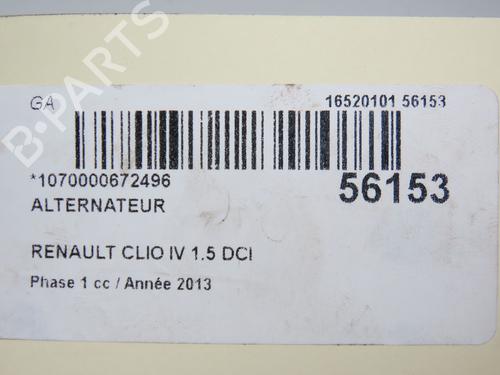 GA
16520101 56153
*1070000672496
56153
ALTERNATEUR
RENAULT CLIO IV 1.5 DCI
Phase 1 cc / Année 2013
B-PARTS